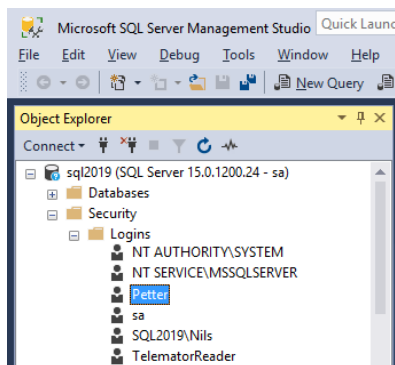 Microsoft SQL Server Management Studio
Quick Launc
File Edit View Debug Tools Window Help
New Query
Object Explorer
Connect
sql2019 (SQL Server 15.0.1200.24 - sa)
Databases
Security
Logins
NT AUTHORITY\SYSTEM
NT SERVICE\MSSQLSERVER
Petter
sa
SQL2019\Nils
TelematorReader